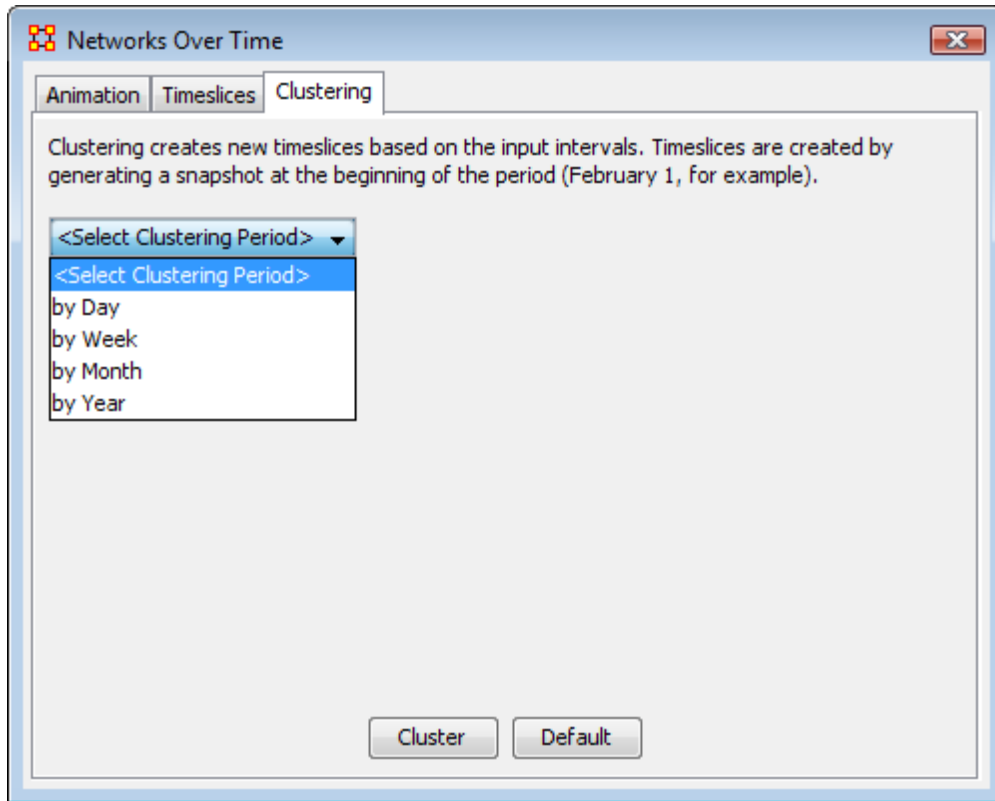 Networks Over Time
Animation Timeslices Clustering
Clustering creates new timeslices based on the input intervals. Timeslices are created by
generating a snapshot at the beginning of the period (February 1, for example).
<Select Clustering Period>
<Select Clustering Period>
by Day
by Week
by Month
by Year
Cluster Default